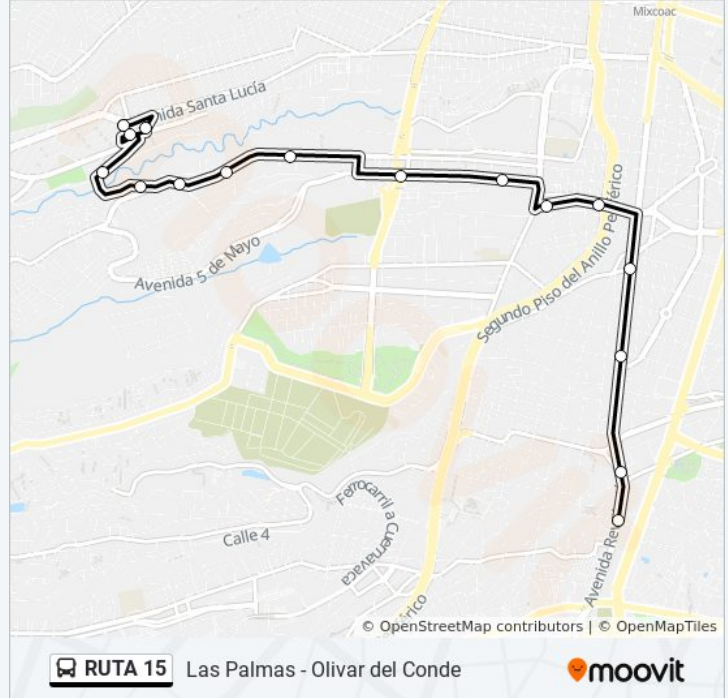 Mixcoac
nida Santa Lucía
Avenida 5 de Mayo
Segundo Piso del Anillo Periférico
Ferrocarril a Cuernavaca
Calle 4
Avenida Rev
érico
© OpenStreetMap contributors | © OpenMapTiles
RUTA 15 Las Palmas - Olivar del Conde
moovit